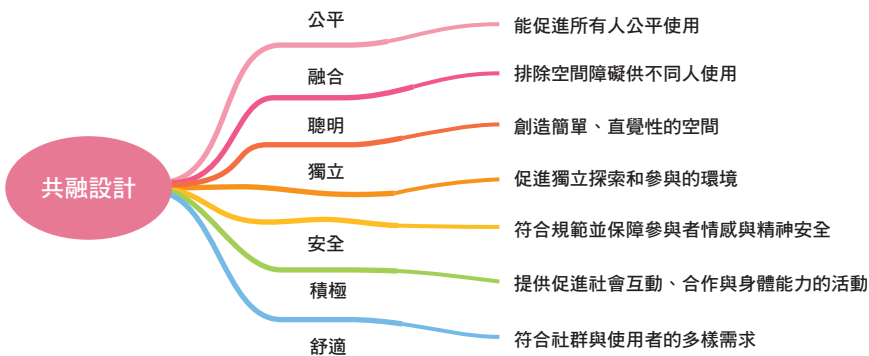 共融設計
公平
能促進所有人公平使用
融合
排除空間障礙供不同人使用
聰明
創造簡單、直覺性的空間
獨立
促進獨立探索和參與的環境
安全
符合規範並保障參與者情感與精神安全
積極
提供促進社會互動、合作與身體能力的活動
舒適
符合社群與使用者的多樣需求